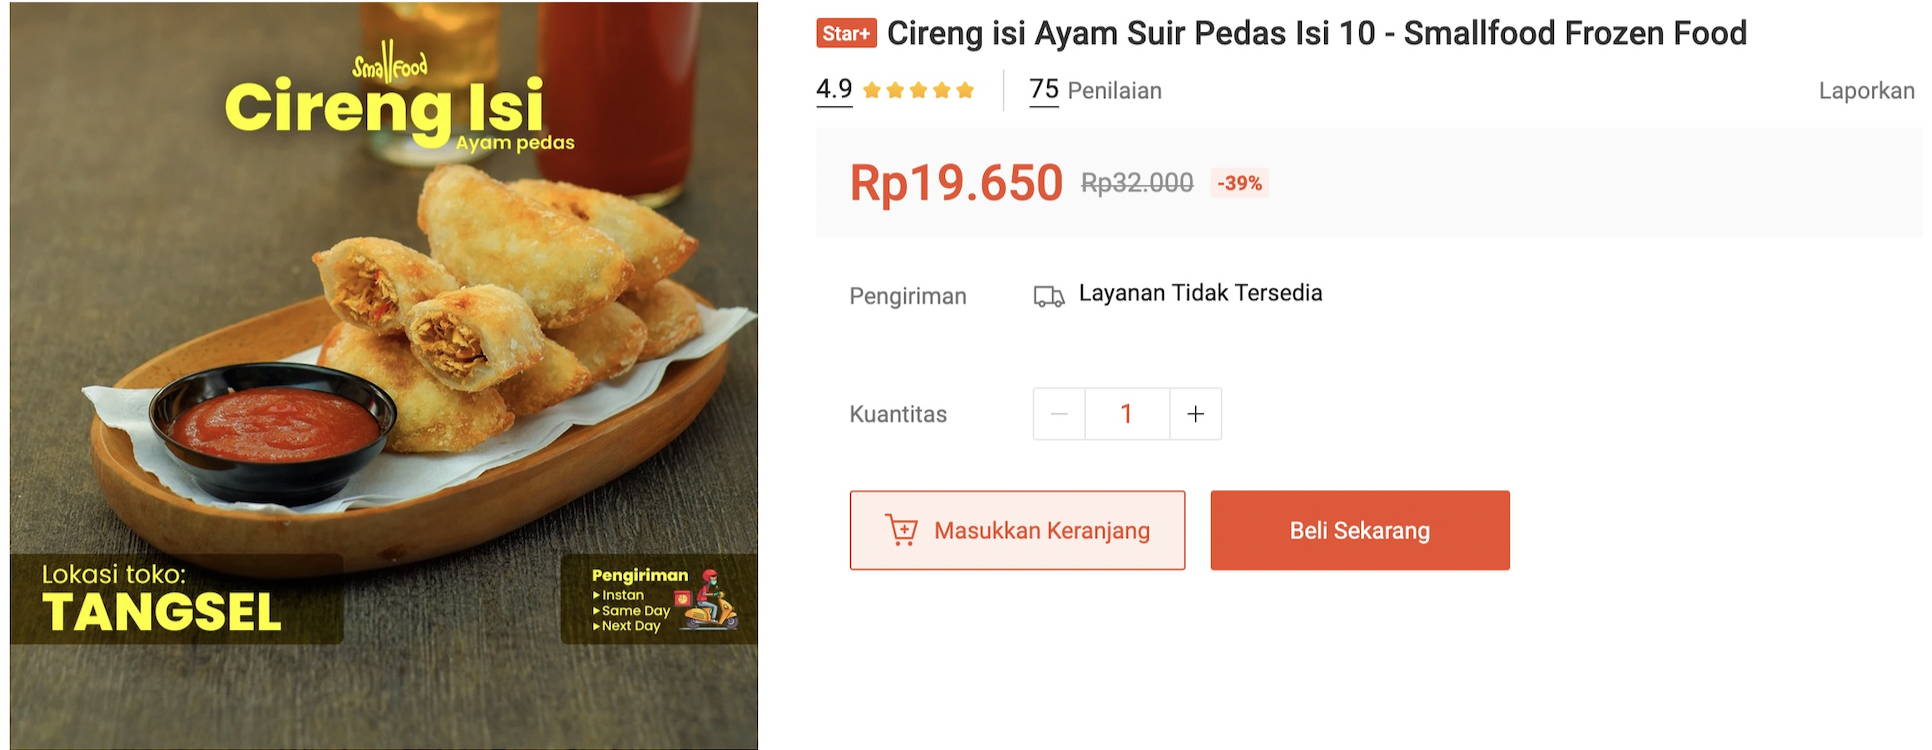 Smallfood
Cireng Isi
Ayam pedas
Lokasi toko:
TANGSEL
Pengiriman
Instan
Same Day
Next Day
Star+ Cireng isi Ayam Suir Pedas Isi 10 - Smallfood Frozen Food
4.9 75 Penilaian Laporkan
Rp19.650 Rp32.000 -39%
Pengiriman Layanan Tidak Tersedia
Kuantitas − 1 +
Masukkan Keranjang Beli Sekarang